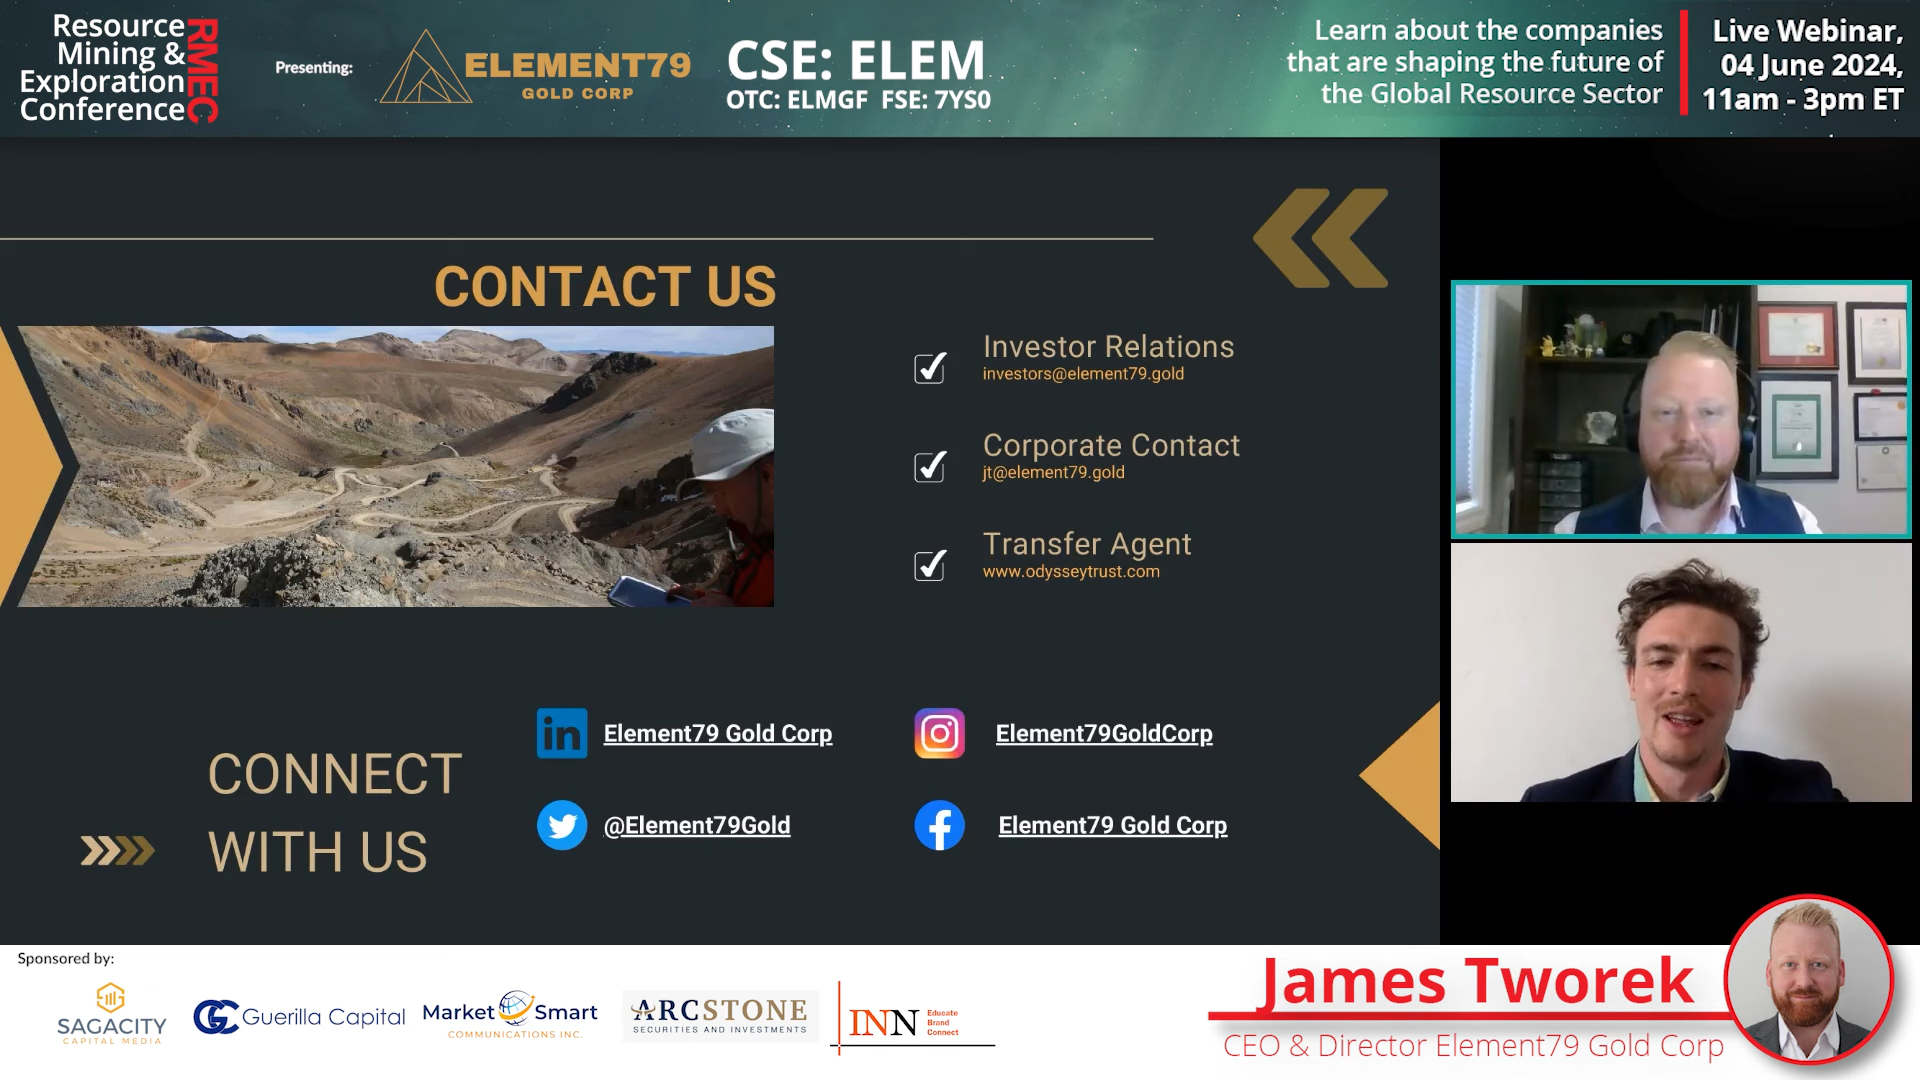 Resource
Mining &
Exploration
Conference
RMEC
Presenting:
ELEMENT79
GOLD CORP
CSE: ELEM
OTC: ELMGF FSE: 7YS0
Learn about the companies
that are shaping the future of
the Global Resource Sector
Live Webinar,
04 June 2024,
11am - 3pm ET
CONTACT US
Investor Relations
investors@element79.gold
Corporate Contact
jt@element79.gold
Transfer Agent
www.odysseytrust.com
CONNECT
WITH US
in
Element79 Gold Corp
Element79GoldCorp
@Element79Gold
Element79 Gold Corp
Sponsored by:
SAGACITY
CAPITAL MEDIA
GC Guerilla Capital
Market Smart
COMMUNICATIONS INC.
ARCSTONE
SECURITIES AND INVESTMENTS
INN
Educate
Brand
Connect
James Tworek
CEO & Director Element79 Gold Corp